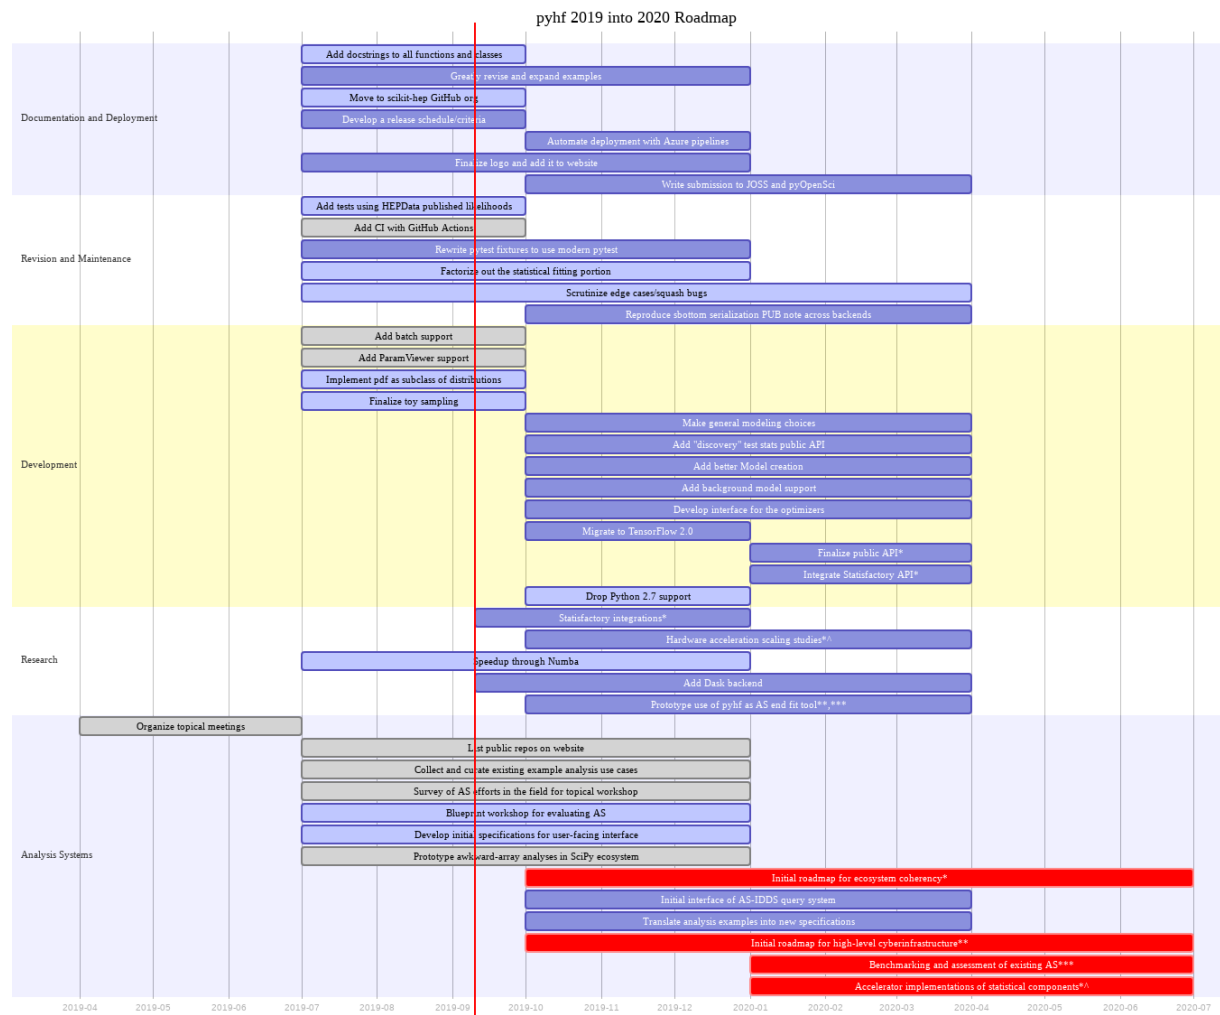 pyhf 2019 into 2020 Roadmap
Add docstrings to all functions and classes
Greatly revise and expand examples
Move to scikit-hep GitHub org
Documentation and Deployment
Develop a release schedule/criteria
Automate deployment with Azure pipelines
Finalize logo and add it to website
Write submission to JOSS and pyOpenSci
Add tests using HEPData published likelihoods
Add CI with GitHub Actions
Rewrite pytest fixtures to use modern pytest
Revision and Maintenance
Factorize out the statistical fitting portion
Scrutinize edge cases/squash bugs
Reproduce sbottom serialization PUB note across backends
Add batch support
Add ParamViewer support
Implement pdf as subclass of distributions
Finalize toy sampling
Make general modeling choices
Add "discovery" test stats public API
Development
Add better Model creation
Add background model support
Develop interface for the optimizers
Migrate to TensorFlow 2.0
Finalize public API*
Integrate Statisfactory API*
Drop Python 2.7 support
Statisfactory integrations*
Hardware acceleration scaling studies*^
Research
Speedup through Numba
Add Dask backend
Prototype use of pyhf as AS end fit tool**,***
Organize topical meetings
List public repos on website
Collect and curate existing example analysis use cases
Survey of AS efforts in the field for topical workshop
Blueprint workshop for evaluating AS
Develop initial specifications for user-facing interface
Analysis Systems
Prototype awkward-array analyses in SciPy ecosystem
Initial roadmap for ecosystem coherency*
Initial interface of AS-IDDS query system
Translate analysis examples into new specifications
Initial roadmap for high-level cyberinfrastructure**
Benchmarking and assessment of existing AS***
Accelerator implementations of statistical components*^
2019-04 2019-05 2019-06 2019-07 2019-08 2019-09 2019-10 2019-11 2019-12 2020-01 2020-02 2020-03 2020-04 2020-05 2020-06 2020-07